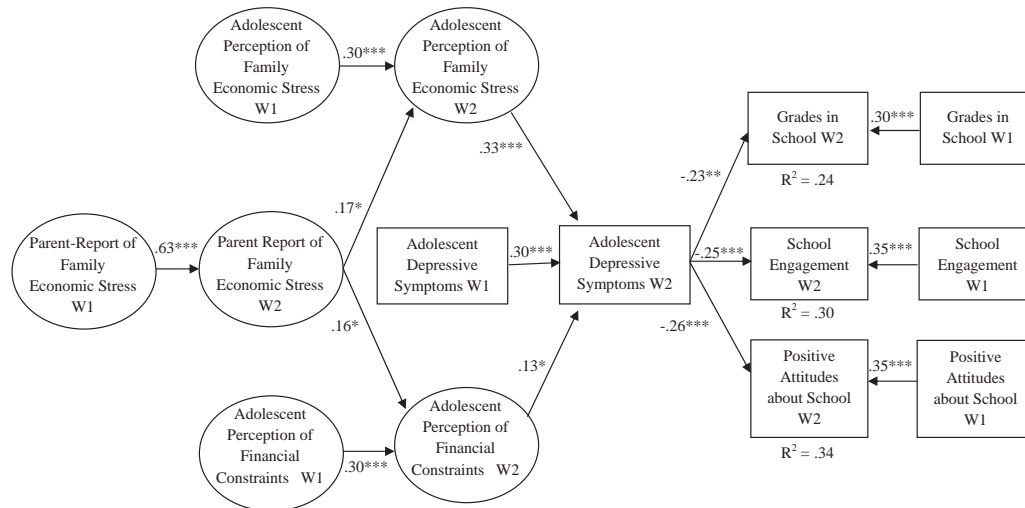 Adolescent
Perception of
Family
Economic Stress
W1
.30***
Adolescent
Perception of
Family
Economic Stress
W2
.33***
.17*
Parent-Report of
Family
Economic Stress
W1
.63***
Parent Report of
Family
Economic Stress
W2
.16*
Adolescent
Depressive
Symptoms W1
.30***
Adolescent
Depressive
Symptoms W2
.13*
Adolescent
Perception of
Financial
Constraints W1
.30***
Adolescent
Perception of
Financial
Constraints W2
-.23**
-.25***
-.26***
Grades in
School W2
.30***
Grades in
School W1
R² = .24
School
Engagement
W2
.35***
School
Engagement
W1
R² = .30
Positive
Attitudes
about School
W2
.35***
Positive
Attitudes
about School
W1
R² = .34